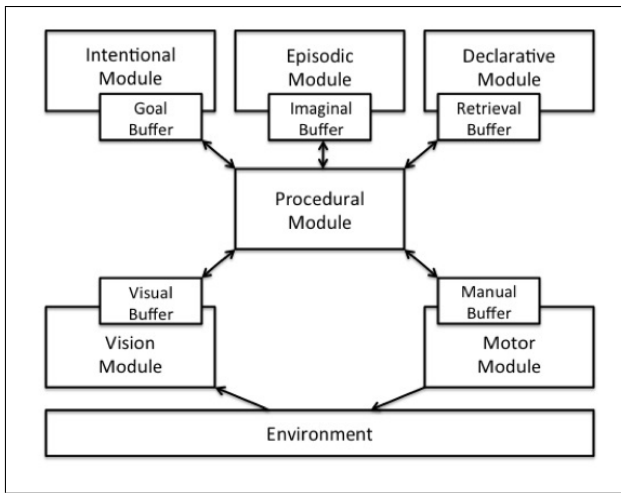 Intentional
Module
Goal
Buffer
Episodic
Module
Imaginal
Buffer
Declarative
Module
Retrieval
Buffer
Procedural
Module
Visual
Buffer
Vision
Module
Manual
Buffer
Motor
Module
Environment